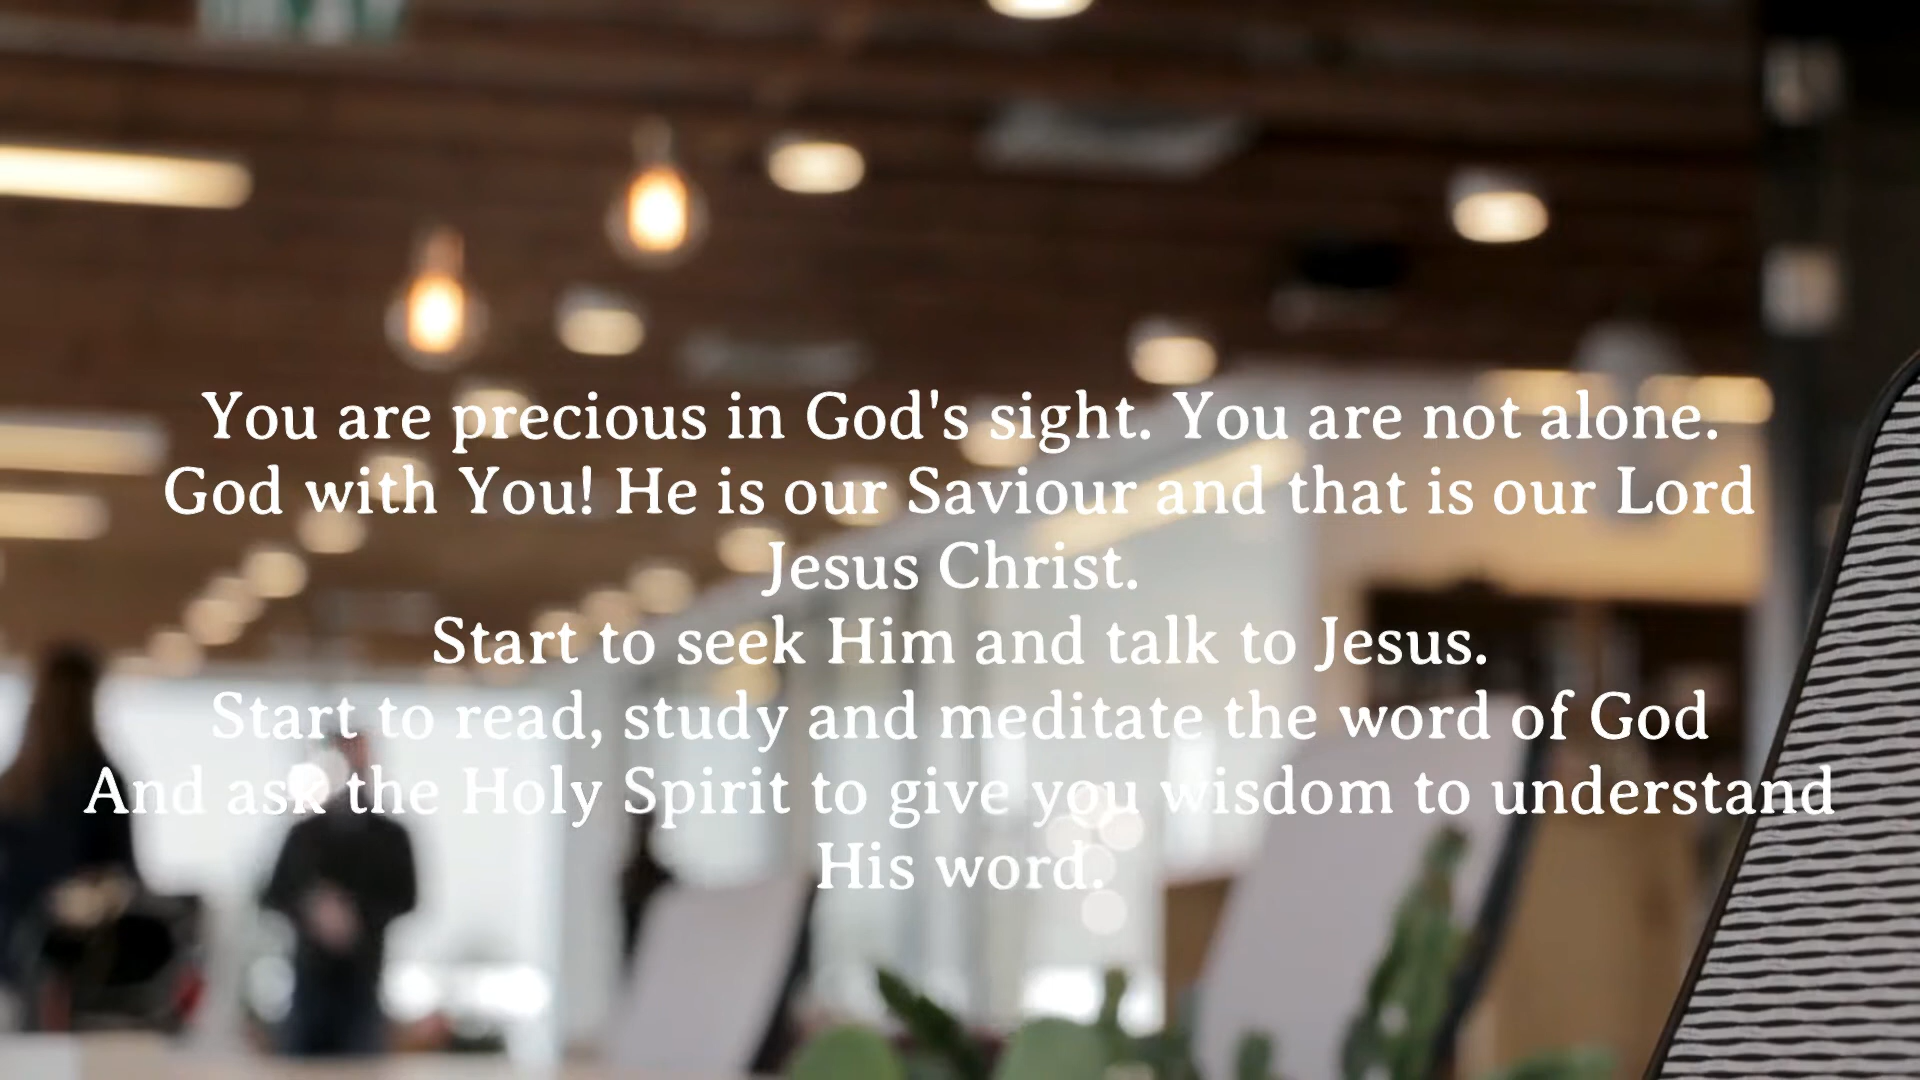 You are precious in God's sight. You are not alone.
God with You! He is our Saviour and that is our Lord
Jesus Christ.
Start to seek Him and talk to Jesus.
Start to read, study and meditate the word of God
And ask the Holy Spirit to give you wisdom to understand
His word.